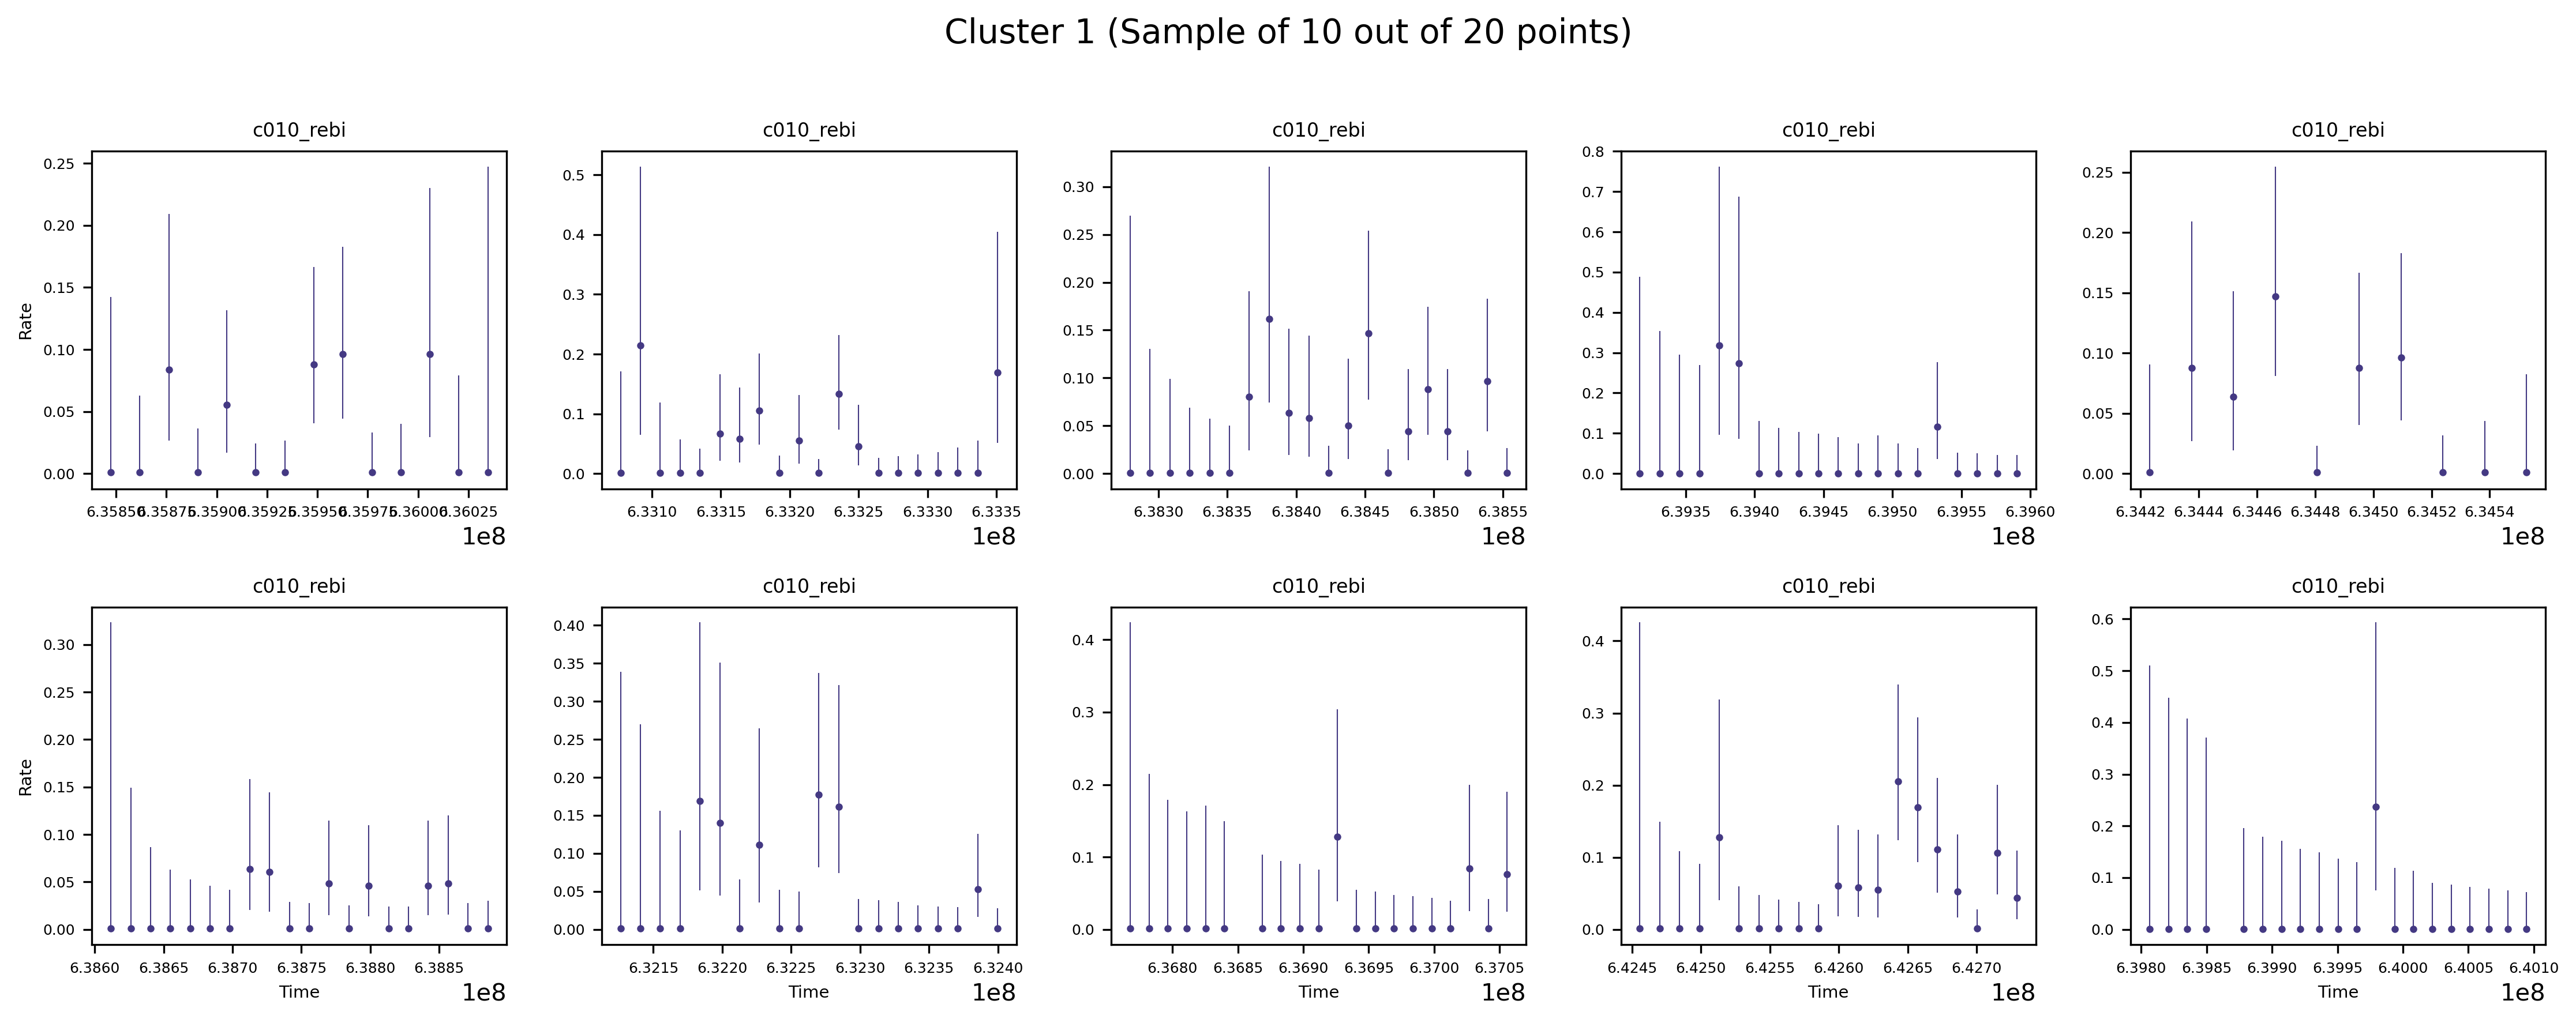 Cluster 1 (Sample of 10 out of 20 points)
c010_rebi c010_rebi c010_rebi c010_rebi c010_rebi
Rate
0.25 0.20 0.15 0.10 0.05 0.00
6.35850 6.35875 6.35900 6.35925 6.35950 6.35975 6.36000 6.36025
1e8
0.5 0.4 0.3 0.2 0.1 0.0
6.3310 6.3315 6.3320 6.3325 6.3330 6.3335
1e8
0.30 0.25 0.20 0.15 0.10 0.05 0.00
6.3830 6.3835 6.3840 6.3845 6.3850 6.3855
1e8
0.8 0.7 0.6 0.5 0.4 0.3 0.2 0.1 0.0
6.3935 6.3940 6.3945 6.3950 6.3955 6.3960
1e8
0.25 0.20 0.15 0.10 0.05 0.00
6.3442 6.3444 6.3446 6.3448 6.3450 6.3452 6.3454
1e8
c010_rebi c010_rebi c010_rebi c010_rebi c010_rebi
Rate
0.30 0.25 0.20 0.15 0.10 0.05 0.00
6.3860 6.3865 6.3870 6.3875 6.3880 6.3885
Time 1e8
0.40 0.35 0.30 0.25 0.20 0.15 0.10 0.05 0.00
6.3215 6.3220 6.3225 6.3230 6.3235 6.3240
Time 1e8
0.4 0.3 0.2 0.1 0.0
6.3680 6.3685 6.3690 6.3695 6.3700 6.3705
Time 1e8
0.4 0.3 0.2 0.1 0.0
6.4245 6.4250 6.4255 6.4260 6.4265 6.4270
Time 1e8
0.6 0.5 0.4 0.3 0.2 0.1 0.0
6.3980 6.3985 6.3990 6.3995 6.4000 6.4005 6.4010
Time 1e8